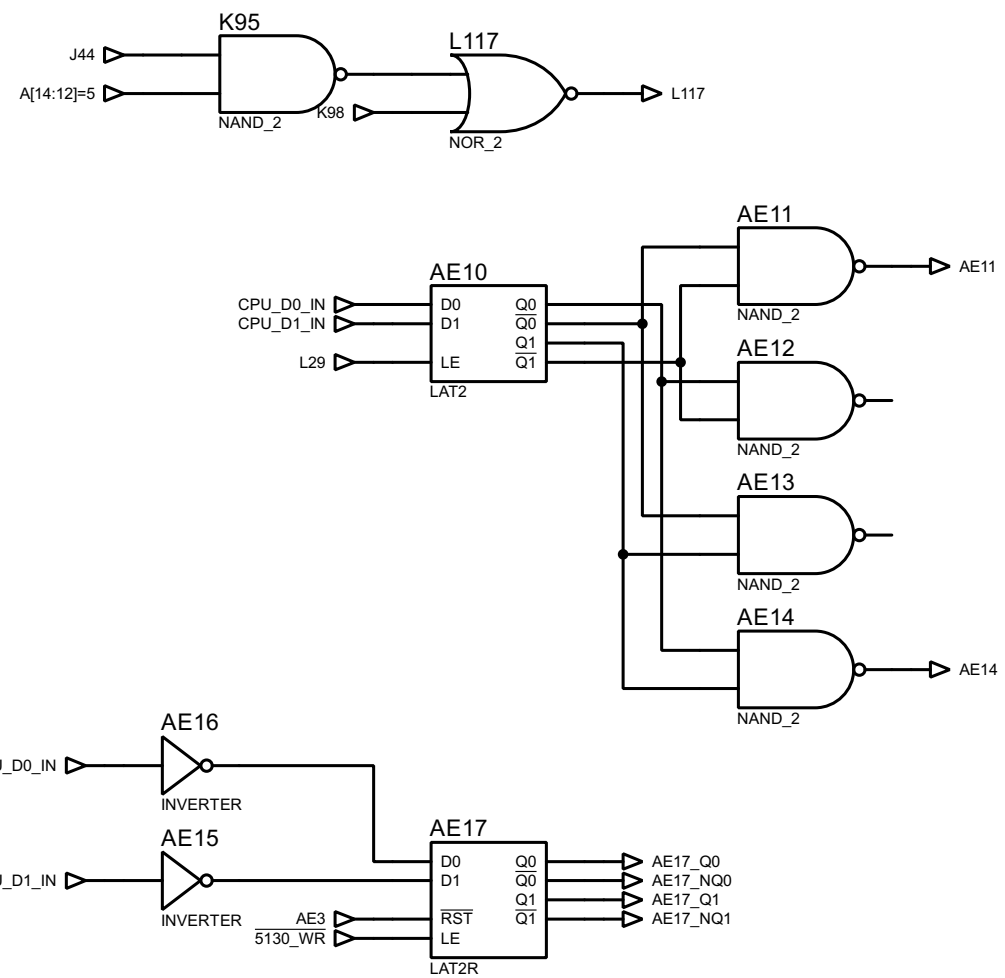 K95
L117
J44
A[14:12]=5
K98
L117
NAND_2
NOR_2
AE11
AE10
AE11
CPU_D0_IN
D0
Q0
CPU_D1_IN
D1
Q0
Q1
L29
LE
Q1
NAND_2
LAT2
AE12
NAND_2
AE13
NAND_2
AE14
AE14
NAND_2
AE16
U_D0_IN
INVERTER
AE15
AE17
D0
Q0
AE17_Q0
U_D1_IN
D1
Q0
AE17_NQ0
Q1
AE17_Q1
INVERTER
AE3
RST
Q1
AE17_NQ1
5130_WR
LE
LAT2R